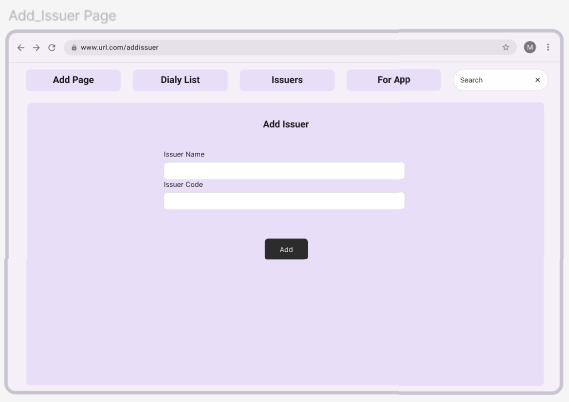 Add_Issuer Page
www.url.com/addissuer
M
Add Page
Dialy List
Issuers
For App
Search
Add Issuer
Issuer Name
Issuer Code
Add